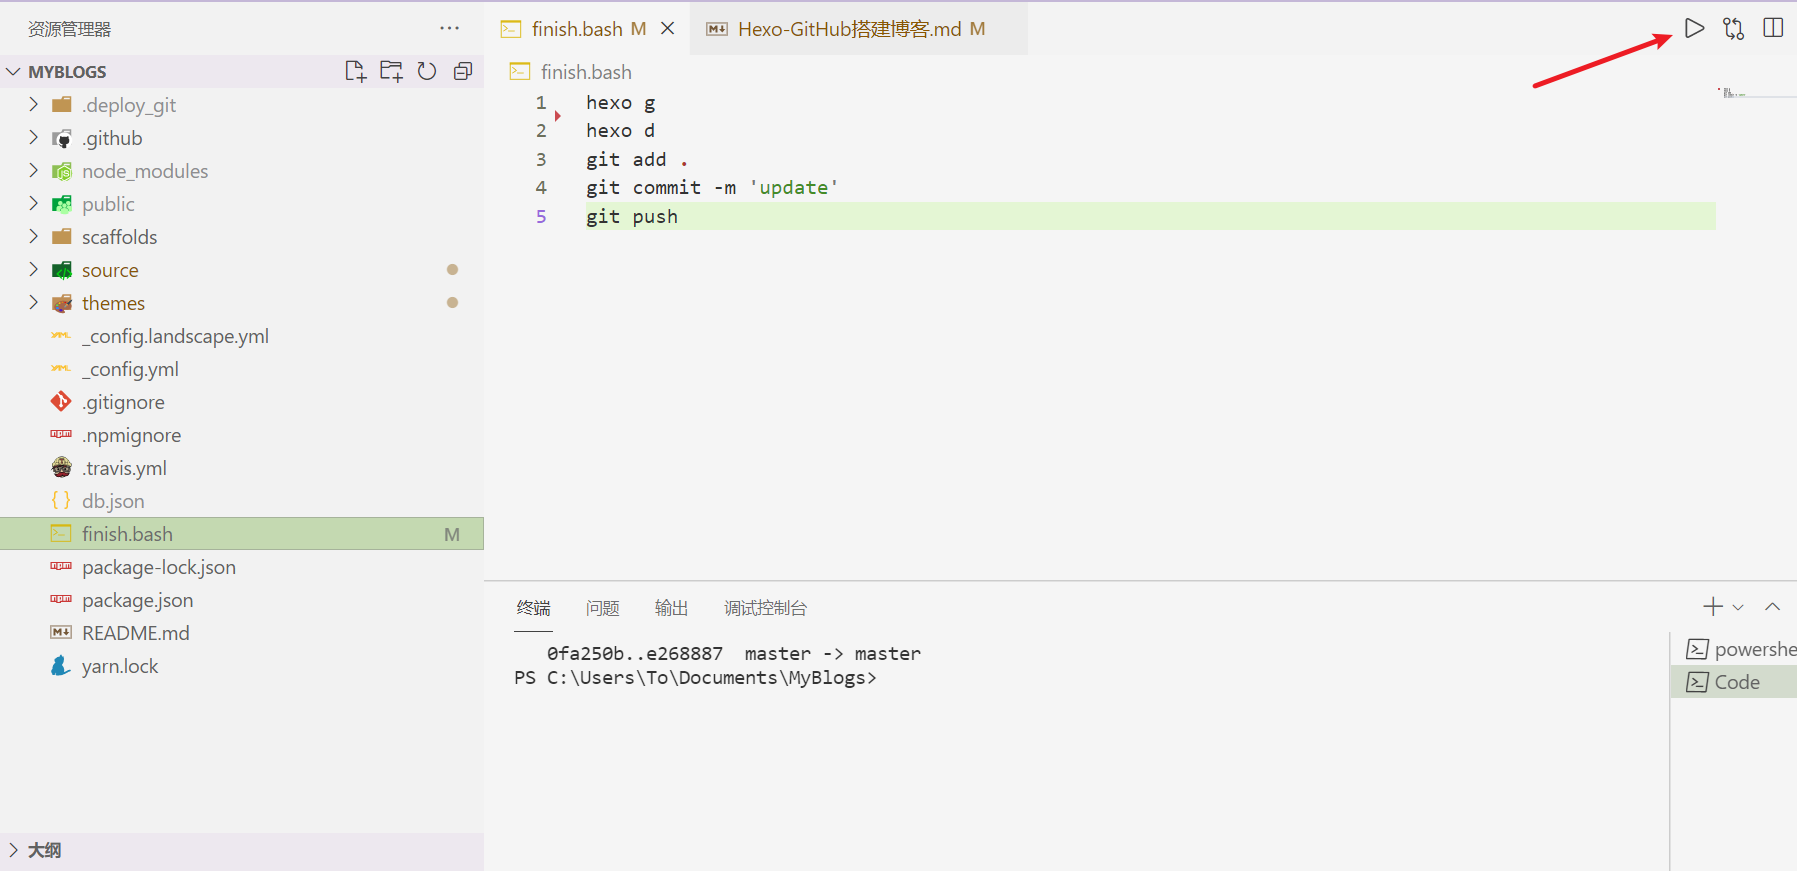 资源管理器
MYBLOGS
.deploy_git
.github
node_modules
public
scaffolds
source
themes
_config.landscape.yml
_config.yml
.gitignore
.npmignore
.travis.yml
db.json
finish.bash M
package-lock.json
package.json
README.md
yarn.lock
大纲
finish.bash M
Hexo-GitHub搭建博客.md M
finish.bash
1 hexo g
2 hexo d
3 git add .
4 git commit -m 'update'
5 git push
终端 问题 输出 调试控制台
0fa250b..e268887 master -> master
PS C:\Users\To\Documents\MyBlogs>
powershe
Code